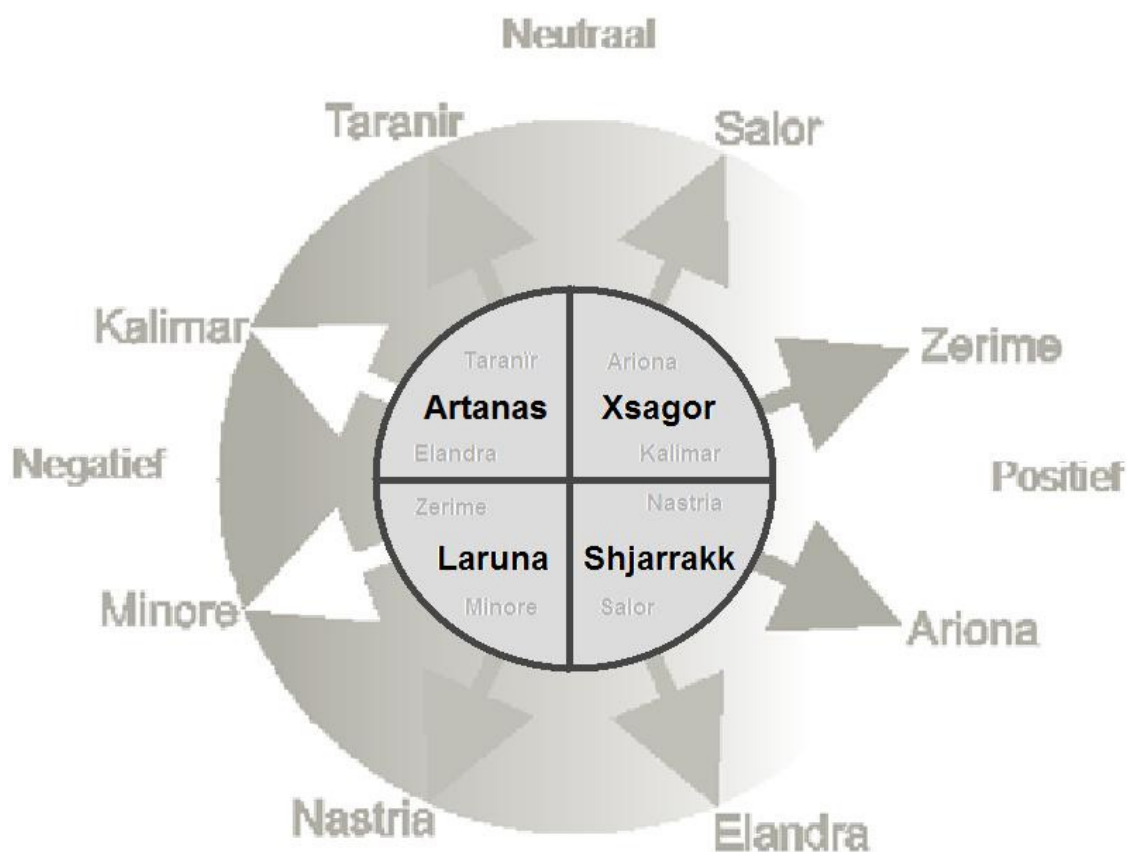 Neutraal
Taranir
Salor
Kalimar
Zerime
Taranïr
Ariona
Artanas
Xsagor
Elandra
Kalimar
Negatief
Positief
Zerime
Nastria
Laruna
Shjarrakk
Minore
Salor
Minore
Ariona
Nastria
Elandra